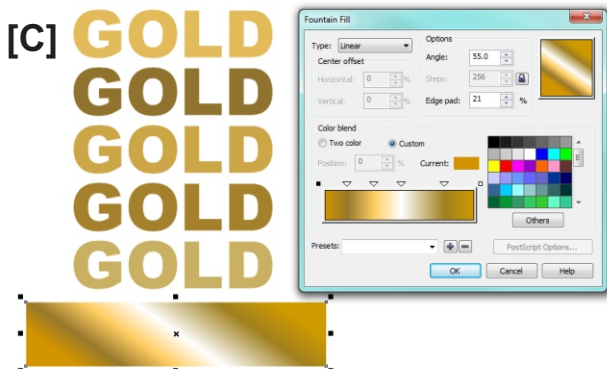 [C] GOLD
GOLD
GOLD
GOLD
GOLD
Fountain Fill
Type: Linear
Center offset
Horizontal: 0 %
Vertical: 0 %
Options
Angle: 55.0
Steps: 256
Edge pad: 21 %
Color blend
Two color Custom
Position: 0 % Current:
Others
Presets:
PostScript Options...
OK Cancel Help